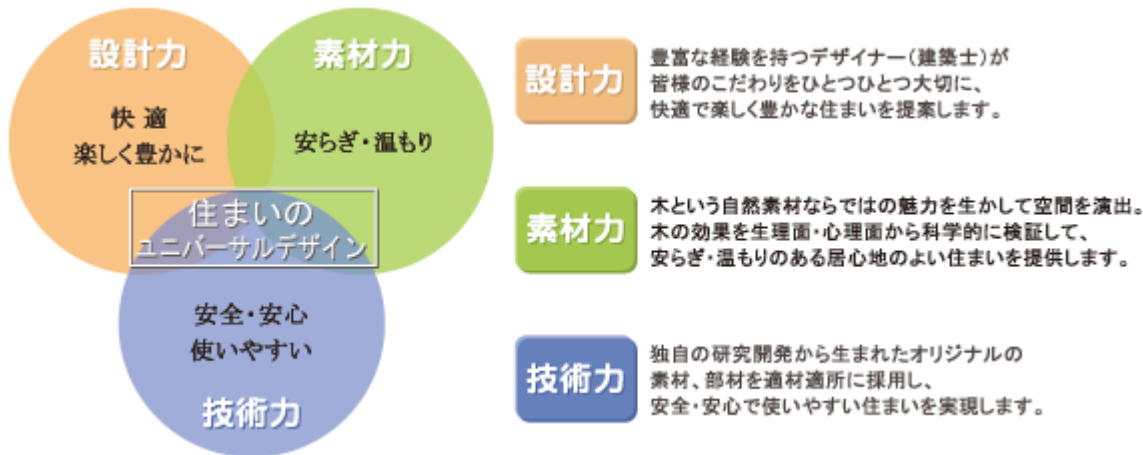 設計力
快 適
楽しく豊かに
素材力
安らぎ・温もり
住まいの
ユニバーサルデザイン
安全・安心
使いやすい
技術力
設計力
豊富な経験を持つデザイナー(建築士)が
皆様のこだわりをひとつひとつ大切に、
快適で楽しく豊かな住まいを提案します。
素材力
木という自然素材ならではの魅力を生かして空間を演出。
木の効果を生理面・心理面から科学的に検証して、
安らぎ・温もりのある居心地のよい住まいを提供します。
技術力
独自の研究開発から生まれたオリジナルの
素材、部材を適材適所に採用し、
安全・安心で使いやすい住まいを実現します。